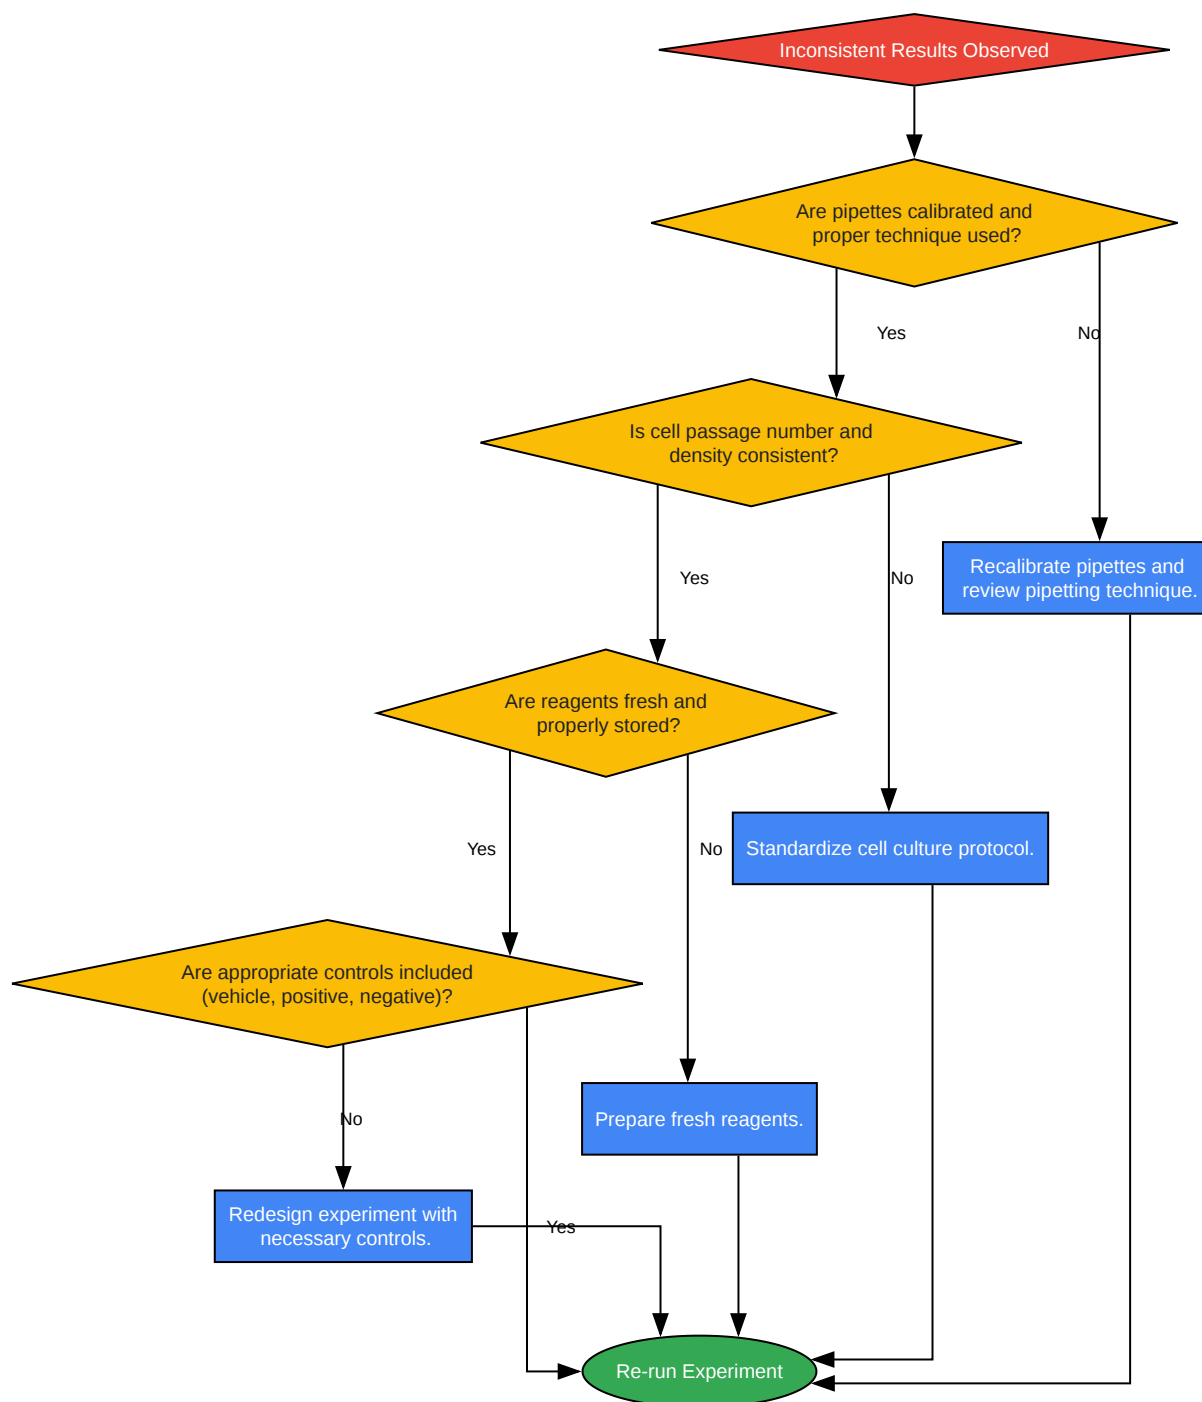 Inconsistent Results Observed
Are pipettes calibrated and
proper technique used?
Yes
No
Is cell passage number and
density consistent?
Recalibrate pipettes and
review pipetting technique.
Yes
No
Are reagents fresh and
properly stored?
Yes
No
Standardize cell culture protocol.
Are appropriate controls included
(vehicle, positive, negative)?
No
Prepare fresh reagents.
Redesign experiment with
necessary controls.
Yes
Re-run Experiment